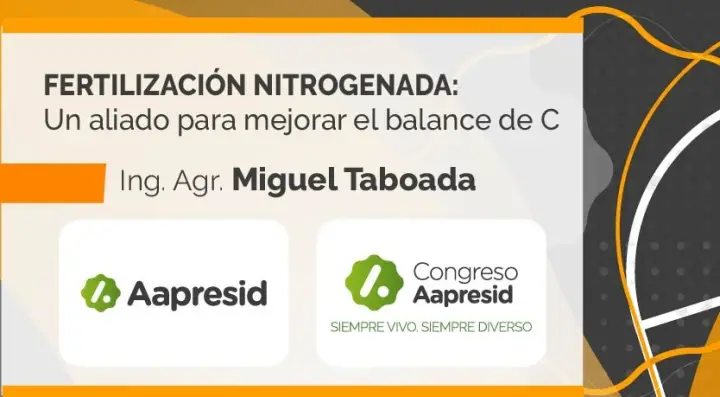 FERTILIZACIÓN NITROGENADA:
Un aliado para mejorar el balance de C
Ing. Agr. Miguel Taboada
Aapresid
Congreso
Aapresid
SIEMPRE VIVO. SIEMPRE DIVERSO